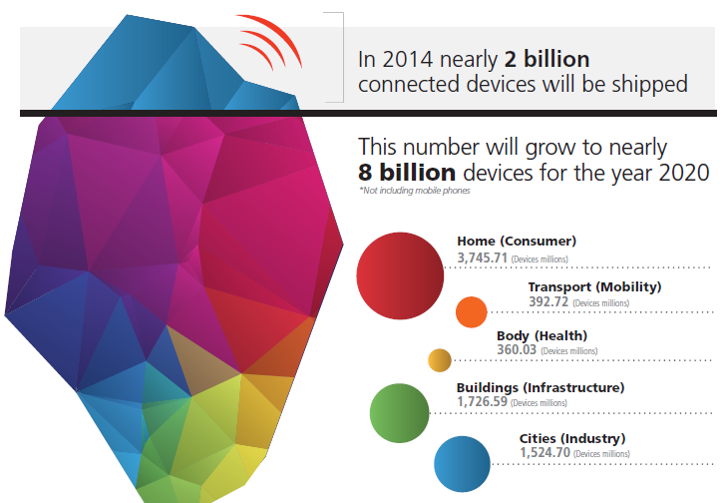 In 2014 nearly 2 billion
connected devices will be shipped
This number will grow to nearly
8 billion devices for the year 2020
*Not including mobile phones
Home (Consumer)
3,745.71 (Devices millions)
Transport (Mobility)
392.72 (Devices millions)
Body (Health)
360.03 (Devices millions)
Buildings (Infrastructure)
1,726.59 (Devices millions)
Cities (Industry)
1,524.70 (Devices millions)